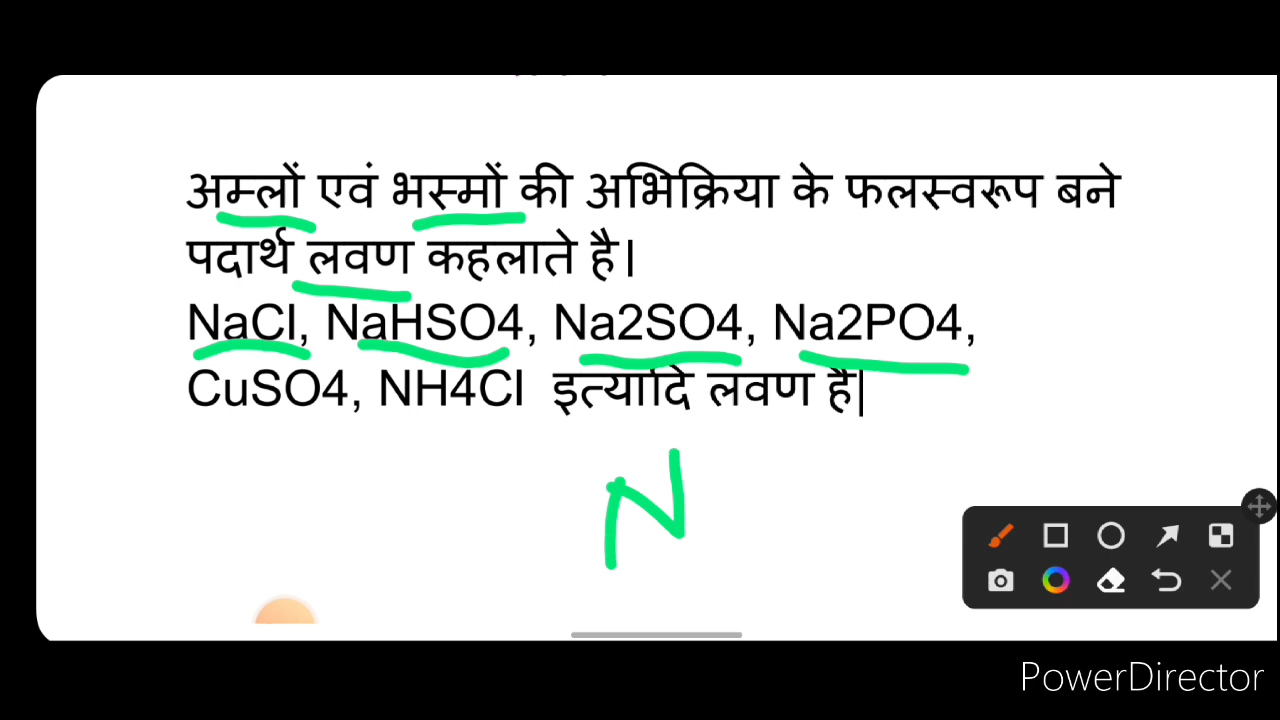 अम्लों एवं भस्मों की अभिक्रिया के फलस्वरूप बने
पदार्थ लवण कहलाते है।
NaCl, NaHSO4, Na2SO4, Na2PO4,
CuSO4, NH4Cl इत्यादि लवण है|
N
PowerDirector